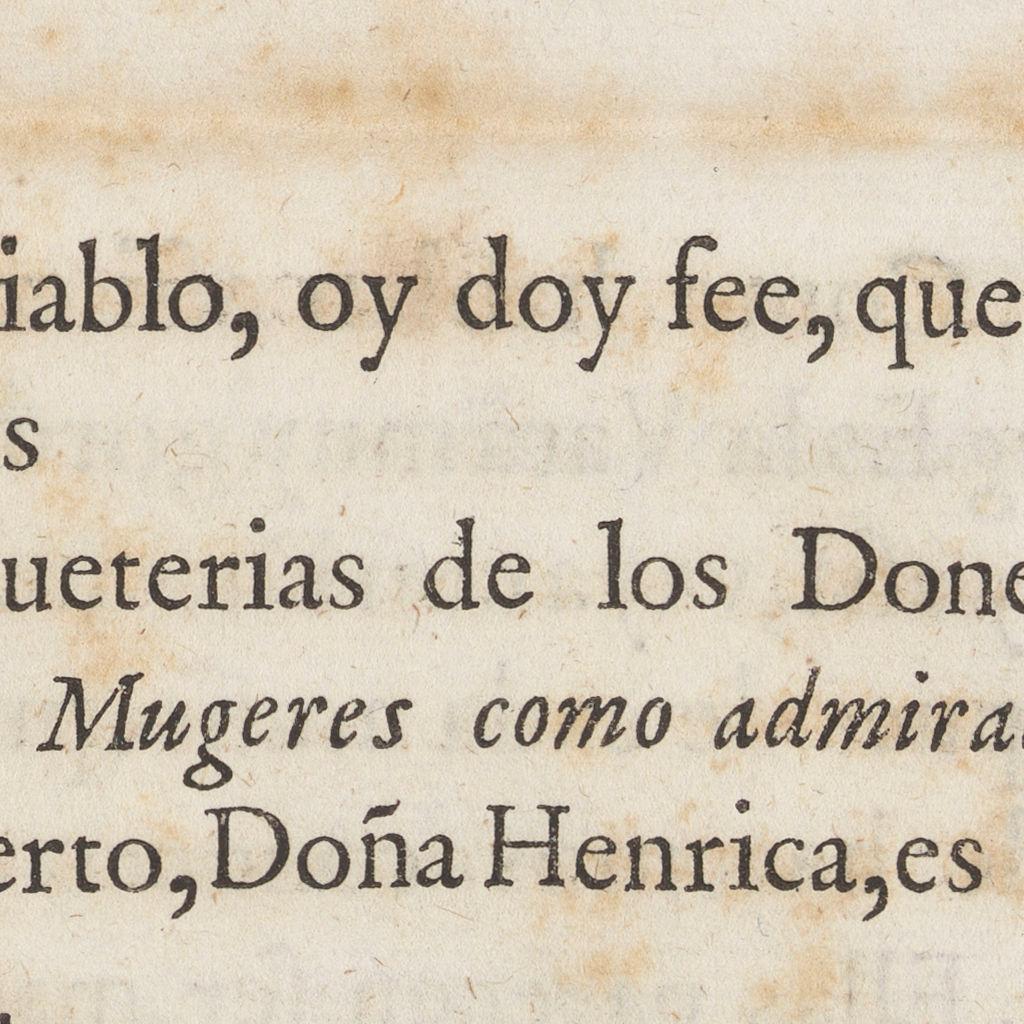 iablo, oy doy fee, que
s
ueterias de los Done
Mugeres como admira
erto, Doña Henrica, es